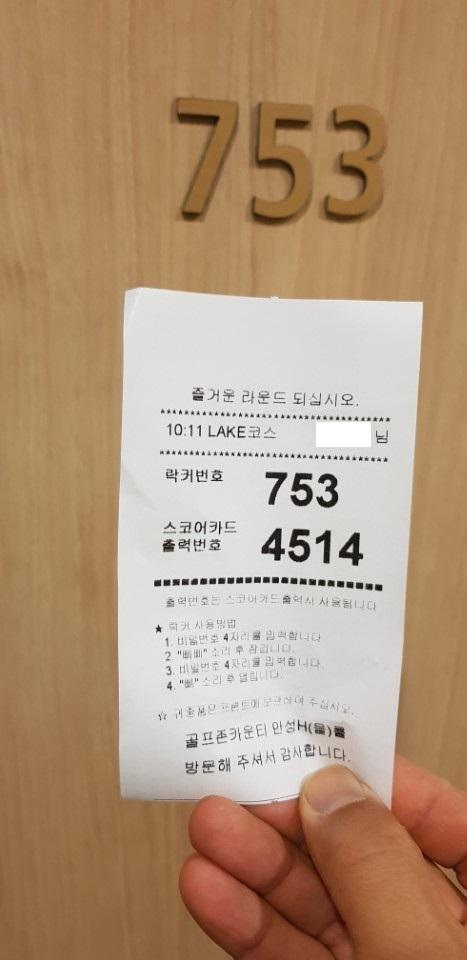 753
즐거운 라운드 되십시오.
10:11 LAKE코스 님
락커번호 753
스코어카드
출력번호 4514
출력번호는 스코어카드출력시 사용됩니다
★ 락커 사용방법
1. 비밀번호 4자리를 입력합니다
2. "삐삐" 소리 후 잠깁니다.
3. 비밀번호 4자리를 입력합니다.
4. "삐" 소리 후 열립니다.
☆ 귀중품은 프론트에 보관하여 주십시오.
골프존카운티 안성H(을)를
방문해 주셔서 감사합니다.